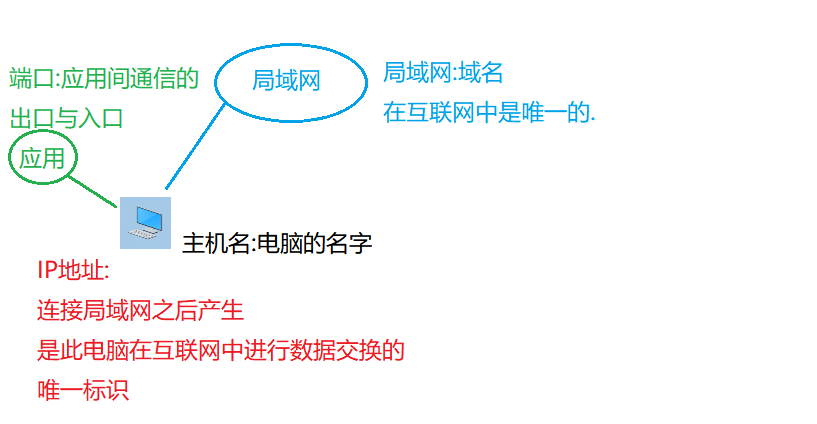 端口:应用间通信的
出口与入口
应用
局域网
局域网:域名
在互联网中是唯一的.
主机名:电脑的名字
IP地址:
连接局域网之后产生
是此电脑在互联网中进行数据交换的
唯一标识